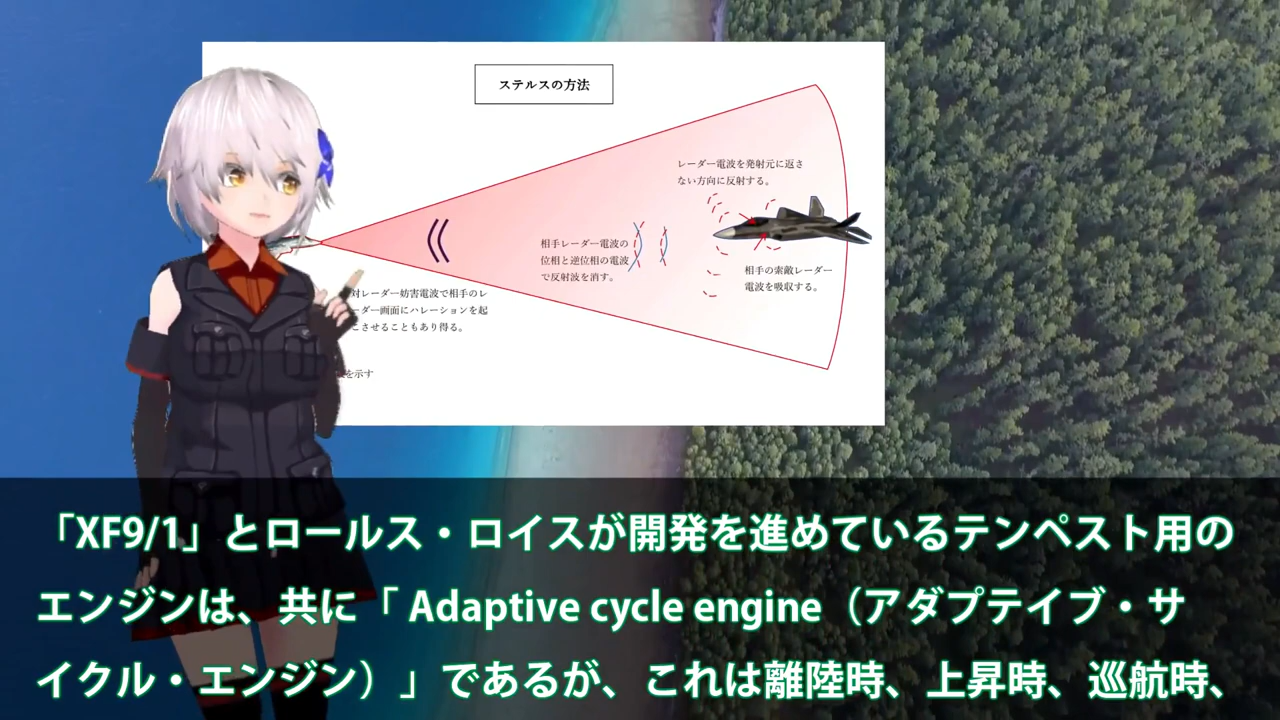 ステルスの方法
レーダー電波を発射元に返さ
ない方向に反射する。
相手レーダー電波の
位相と逆位相の電波
で反射波を消す。
相手の索敵レーダー
電波を吸収する。
対レーダー妨害電波で相手のレ
ーダー画面にハレーションを起
こさせることもあり得る。
を示す
「XF9/1」とロールス・ロイスが開発を進めているテンペスト用の
エンジンは、共に「 Adaptive cycle engine（アダプテイブ・サ
イクル・エンジン）」であるが、これは離陸時、上昇時、巡航時、